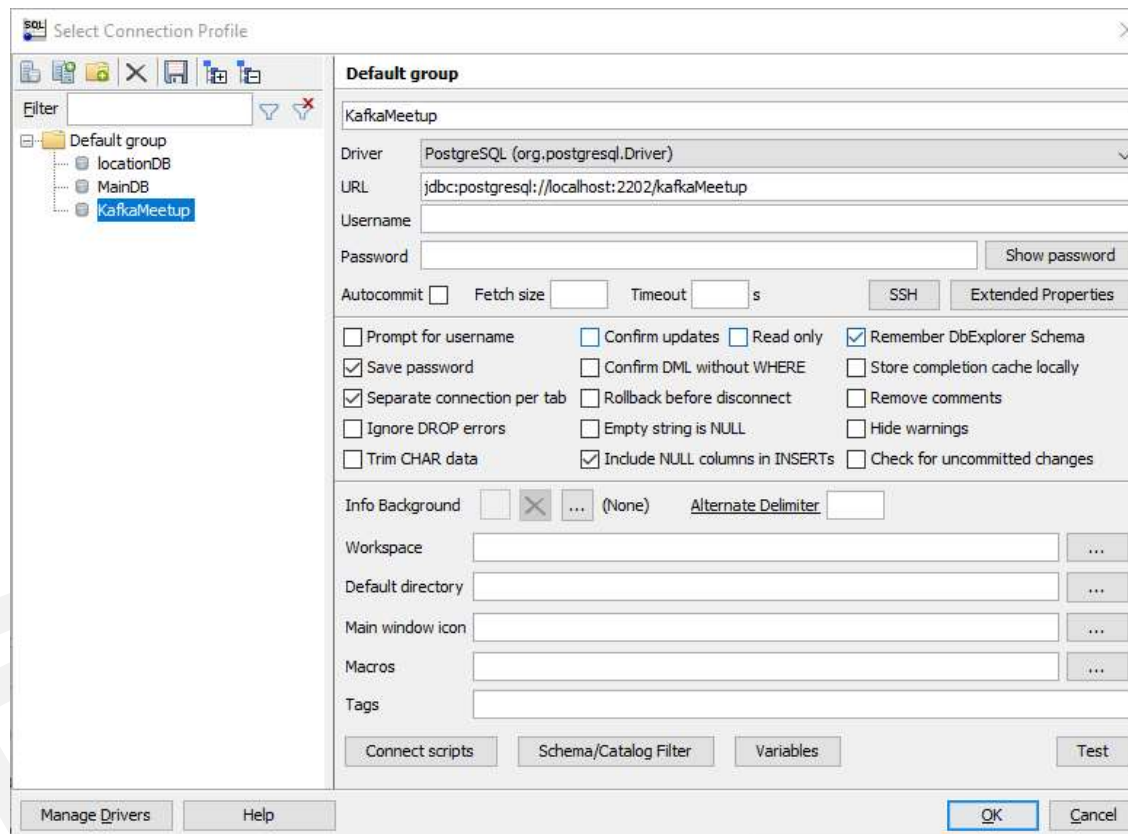 SQL
Select Connection Profile
Filter
Default group
locationDB
MainDB
KafkaMeetup
Default group
KafkaMeetup
Driver PostgreSQL (org.postgresql.Driver)
URL jdbc:postgresql://localhost:2202/kafkaMeetup
Username
Password Show password
Autocommit Fetch size Timeout s SSH Extended Properties
Prompt for username Confirm updates Read only Remember DbExplorer Schema
Save password Confirm DML without WHERE Store completion cache locally
Separate connection per tab Rollback before disconnect Remove comments
Ignore DROP errors Empty string is NULL Hide warnings
Trim CHAR data Include NULL columns in INSERTs Check for uncommitted changes
Info Background ... (None) Alternate Delimiter
Workspace ...
Default directory ...
Main window icon ...
Macros ...
Tags
Connect scripts Schema/Catalog Filter Variables Test
Manage Drivers Help OK Cancel